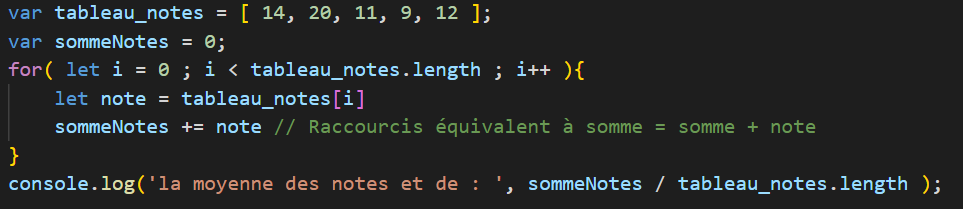 var tableau_notes = [ 14, 20, 11, 9, 12 ];
var sommeNotes = 0;
for( let i = 0 ; i < tableau_notes.length ; i++ ){
    let note = tableau_notes[i]
    sommeNotes += note // Raccourcis équivalent à somme = somme + note
}
console.log('la moyenne des notes et de : ', sommeNotes / tableau_notes.length );